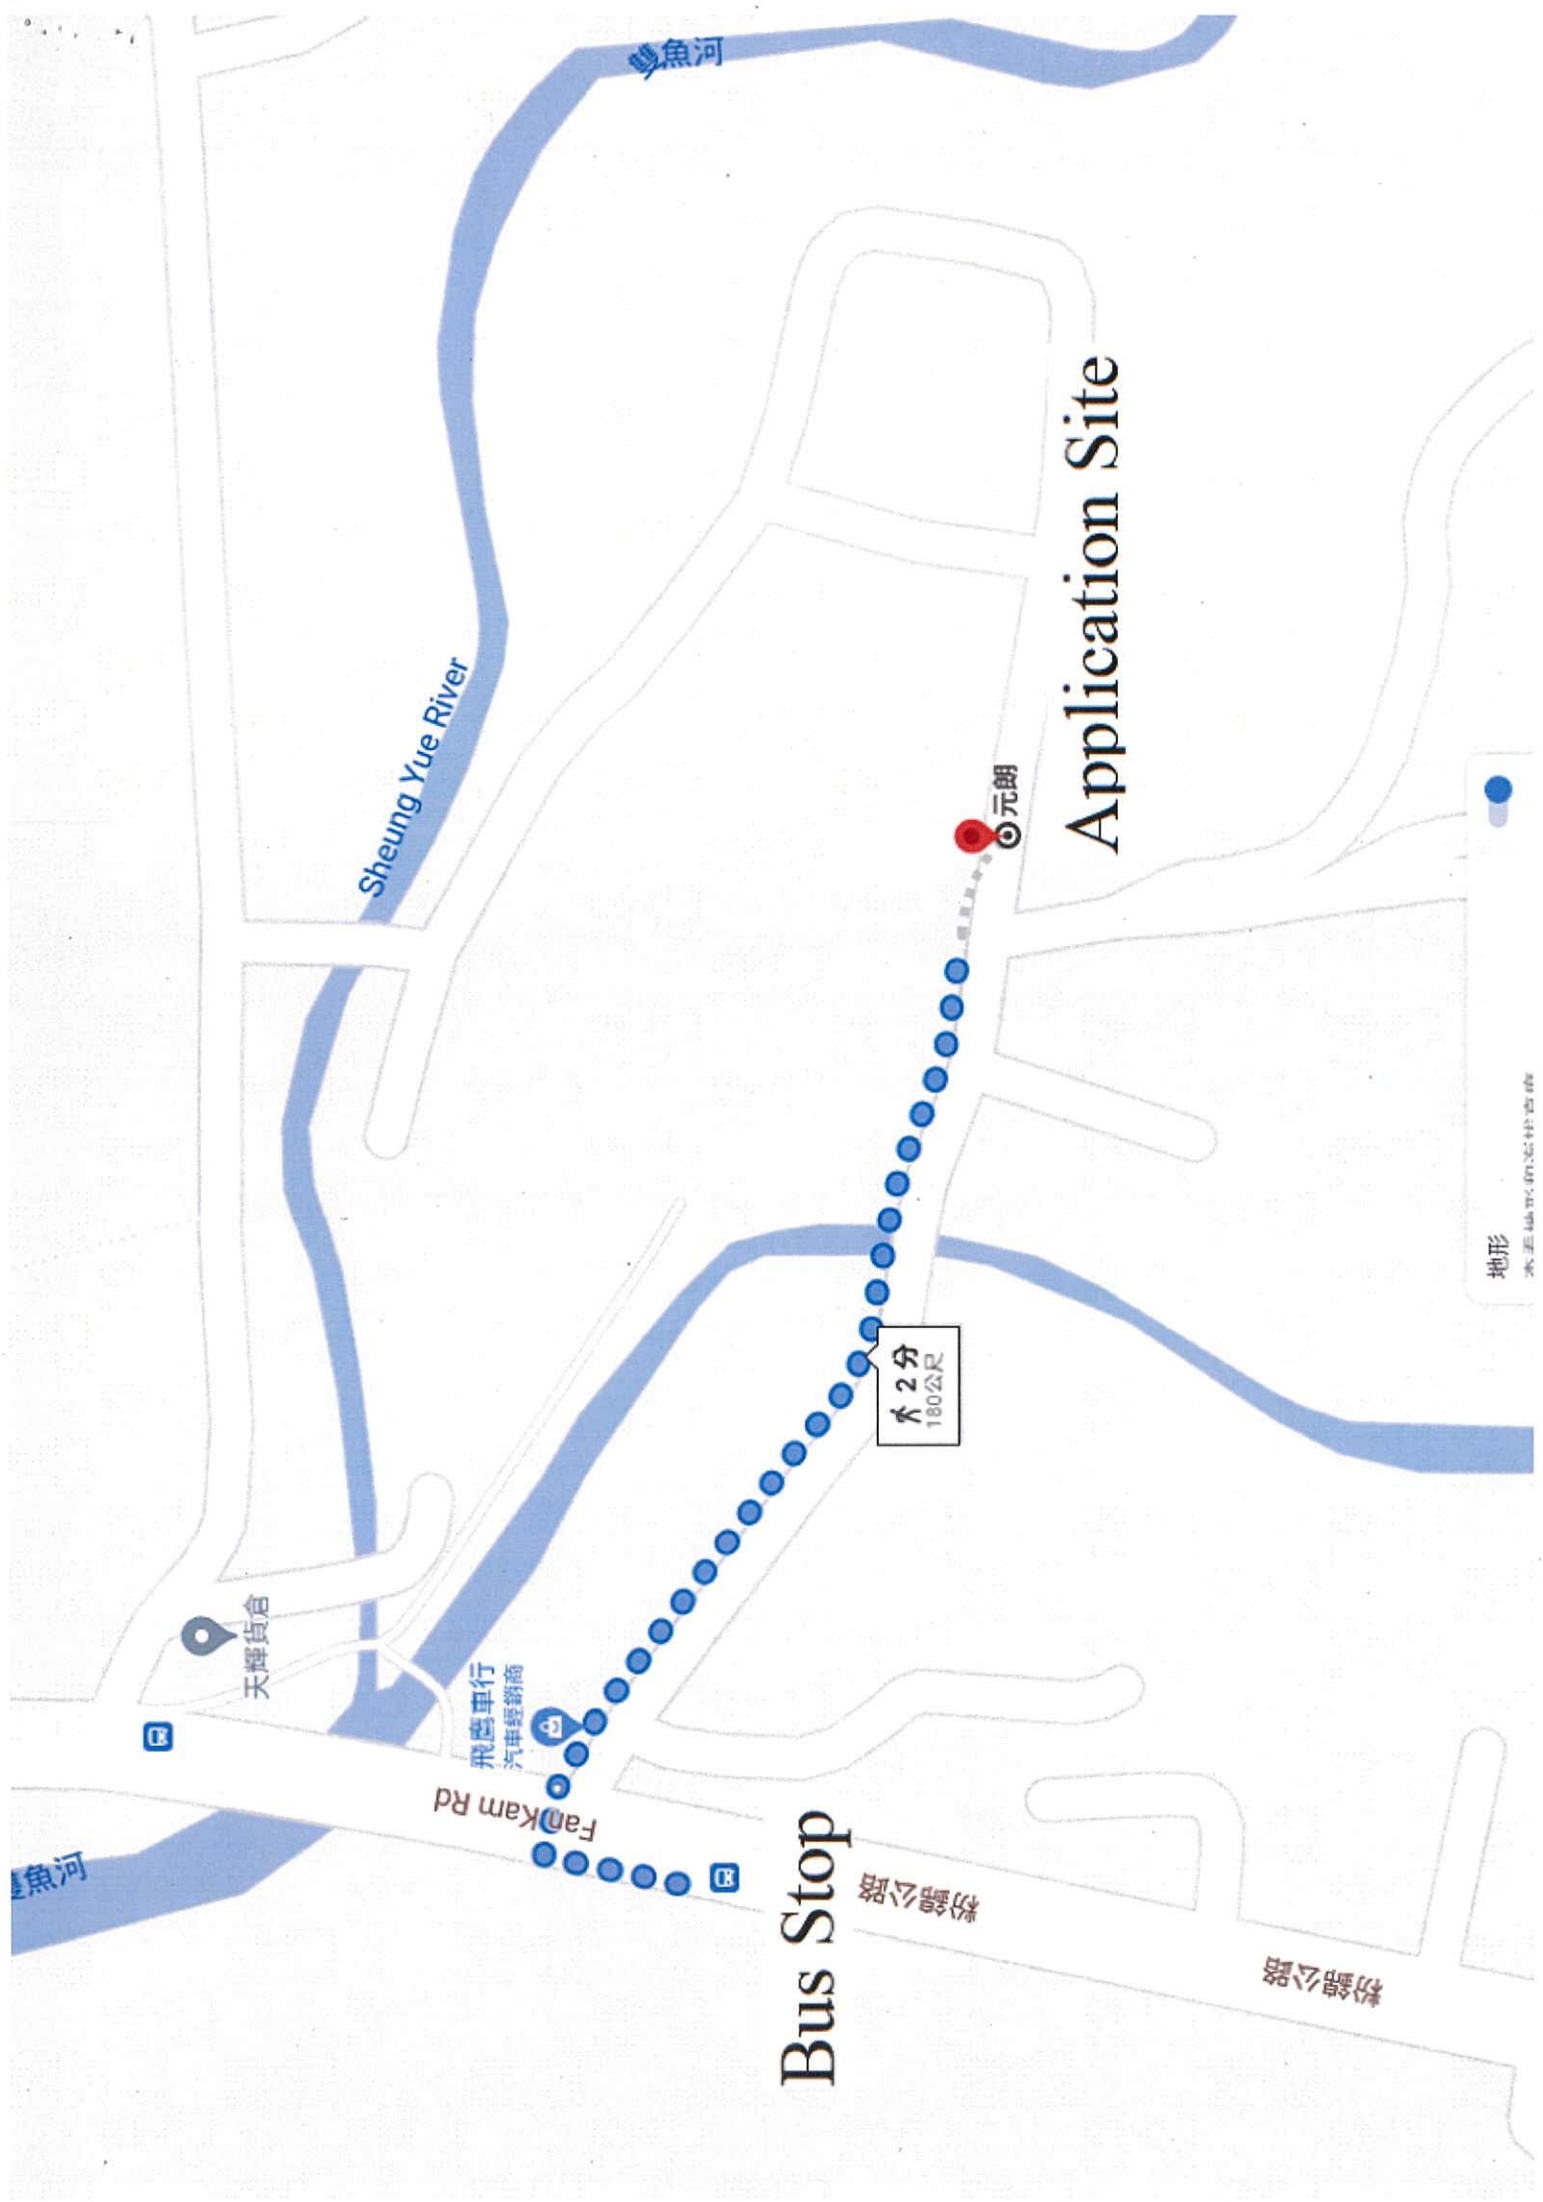 魚河
天輝貨倉
Sheung Yue River
雙魚河
Fan Kam Rd
飛鷹車行
汽車經銷商
Bus Stop
粉錦公路
2 分
180公尺
元朗
Application Site
粉錦公路
地形